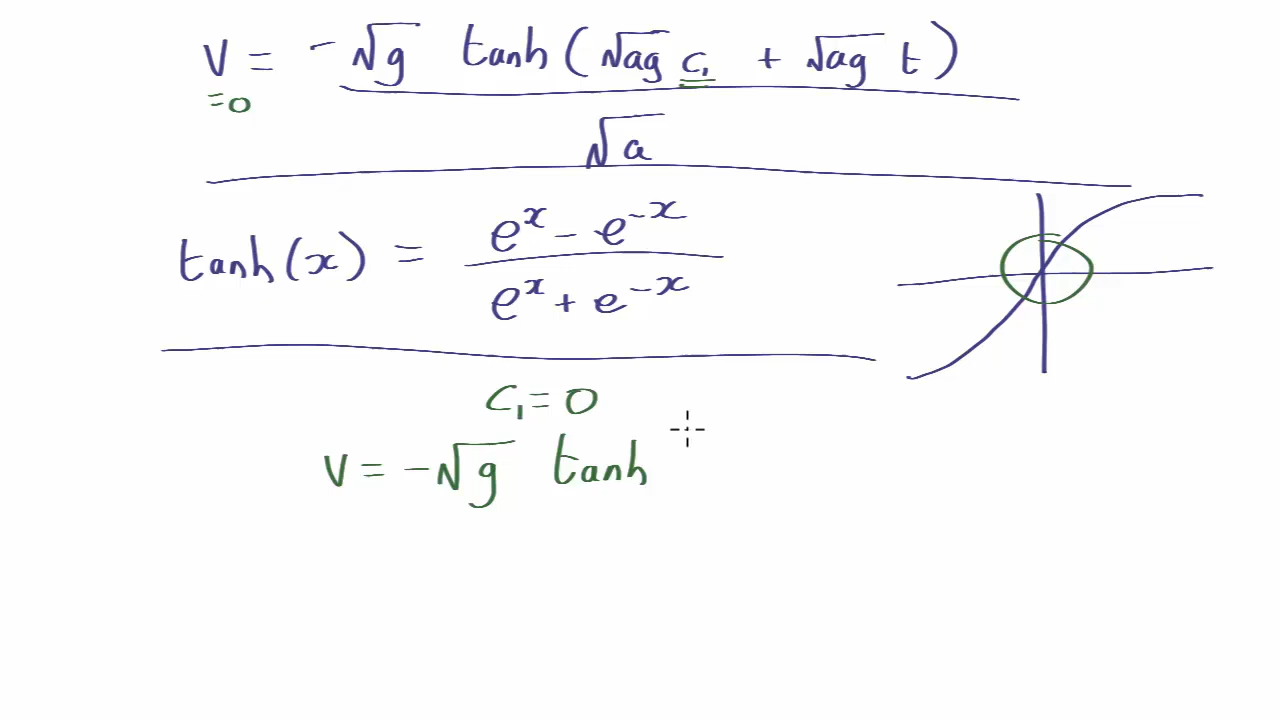 V = -√g tanh (√ag c₁ + √ag t)
=0
√a
tanh(x) = e^x - e^-x
e^x + e^-x
C₁ = 0
V = -√g tanh